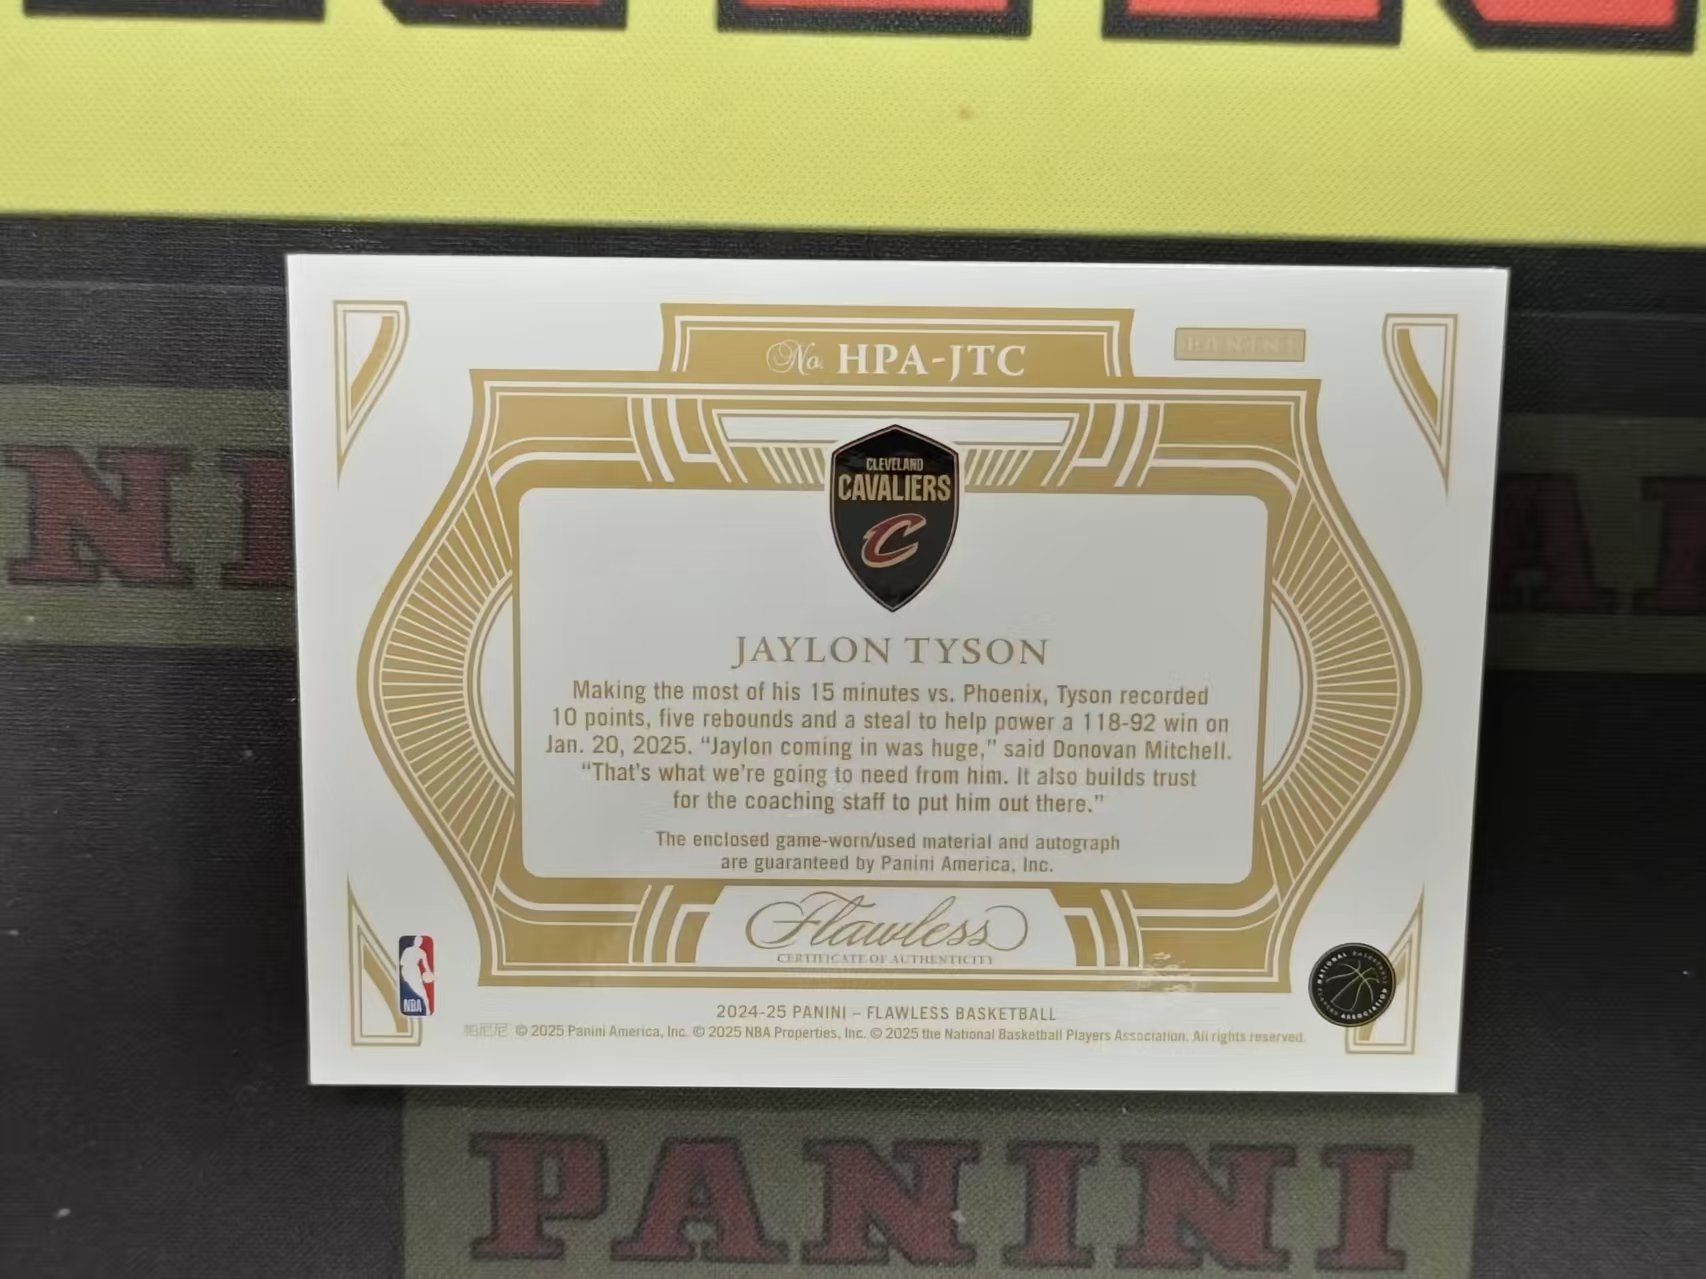 No. HPA-JTC
PANINI
CLEVELAND
CAVALIERS
C
JAYLON TYSON
Making the most of his 15 minutes vs. Phoenix, Tyson recorded
10 points, five rebounds and a steal to help power a 118-92 win on
Jan. 20, 2025. “Jaylon coming in was huge,” said Donovan Mitchell.
“That’s what we’re going to need from him. It also builds trust
for the coaching staff to put him out there.”
The enclosed game-worn/used material and autograph
are guaranteed by Panini America, Inc.
Flawless
CERTIFICATE OF AUTHENTICITY
NBA
NATIONAL BASKETBALL
PLAYERS ASSOCIATION
2024-25 PANINI – FLAWLESS BASKETBALL
© 2025 Panini America, Inc. © 2025 NBA Properties, Inc. © 2025 the National Basketball Players Association. All rights reserved.
PANINI